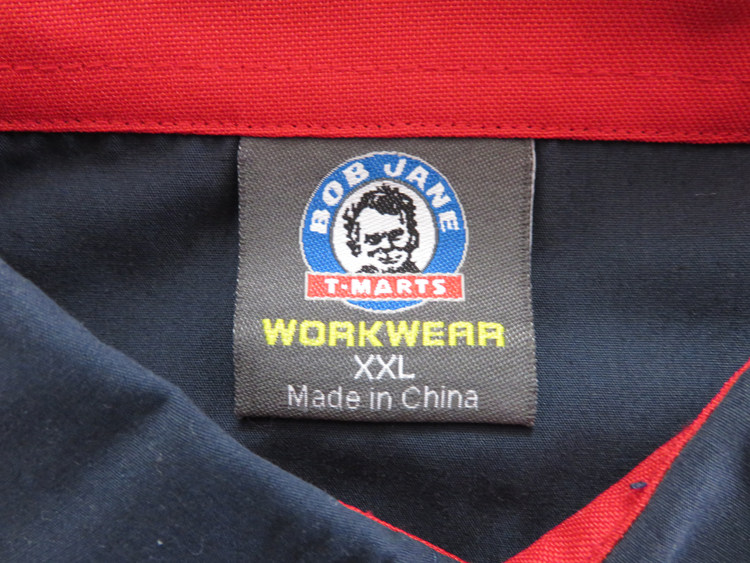 BOB JANE
T-MARTS
WORKWEAR
XXL
Made in China